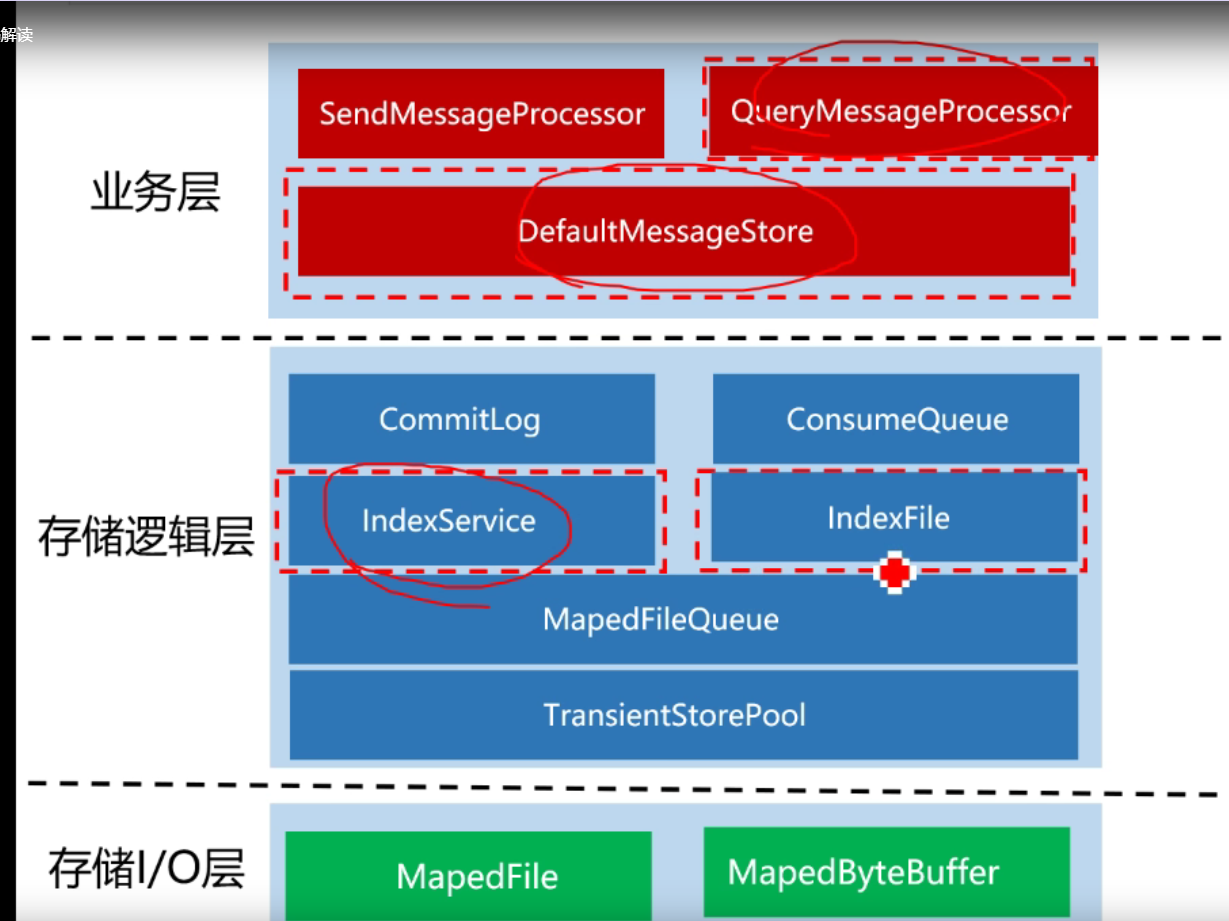 解读
SendMessageProcessor
QueryMessageProcessor
业务层
DefaultMessageStore
CommitLog
ConsumeQueue
存储逻辑层
IndexService
IndexFile
MapedFileQueue
TransientStorePool
存储I/O层
MapedFile
MapedByteBuffer